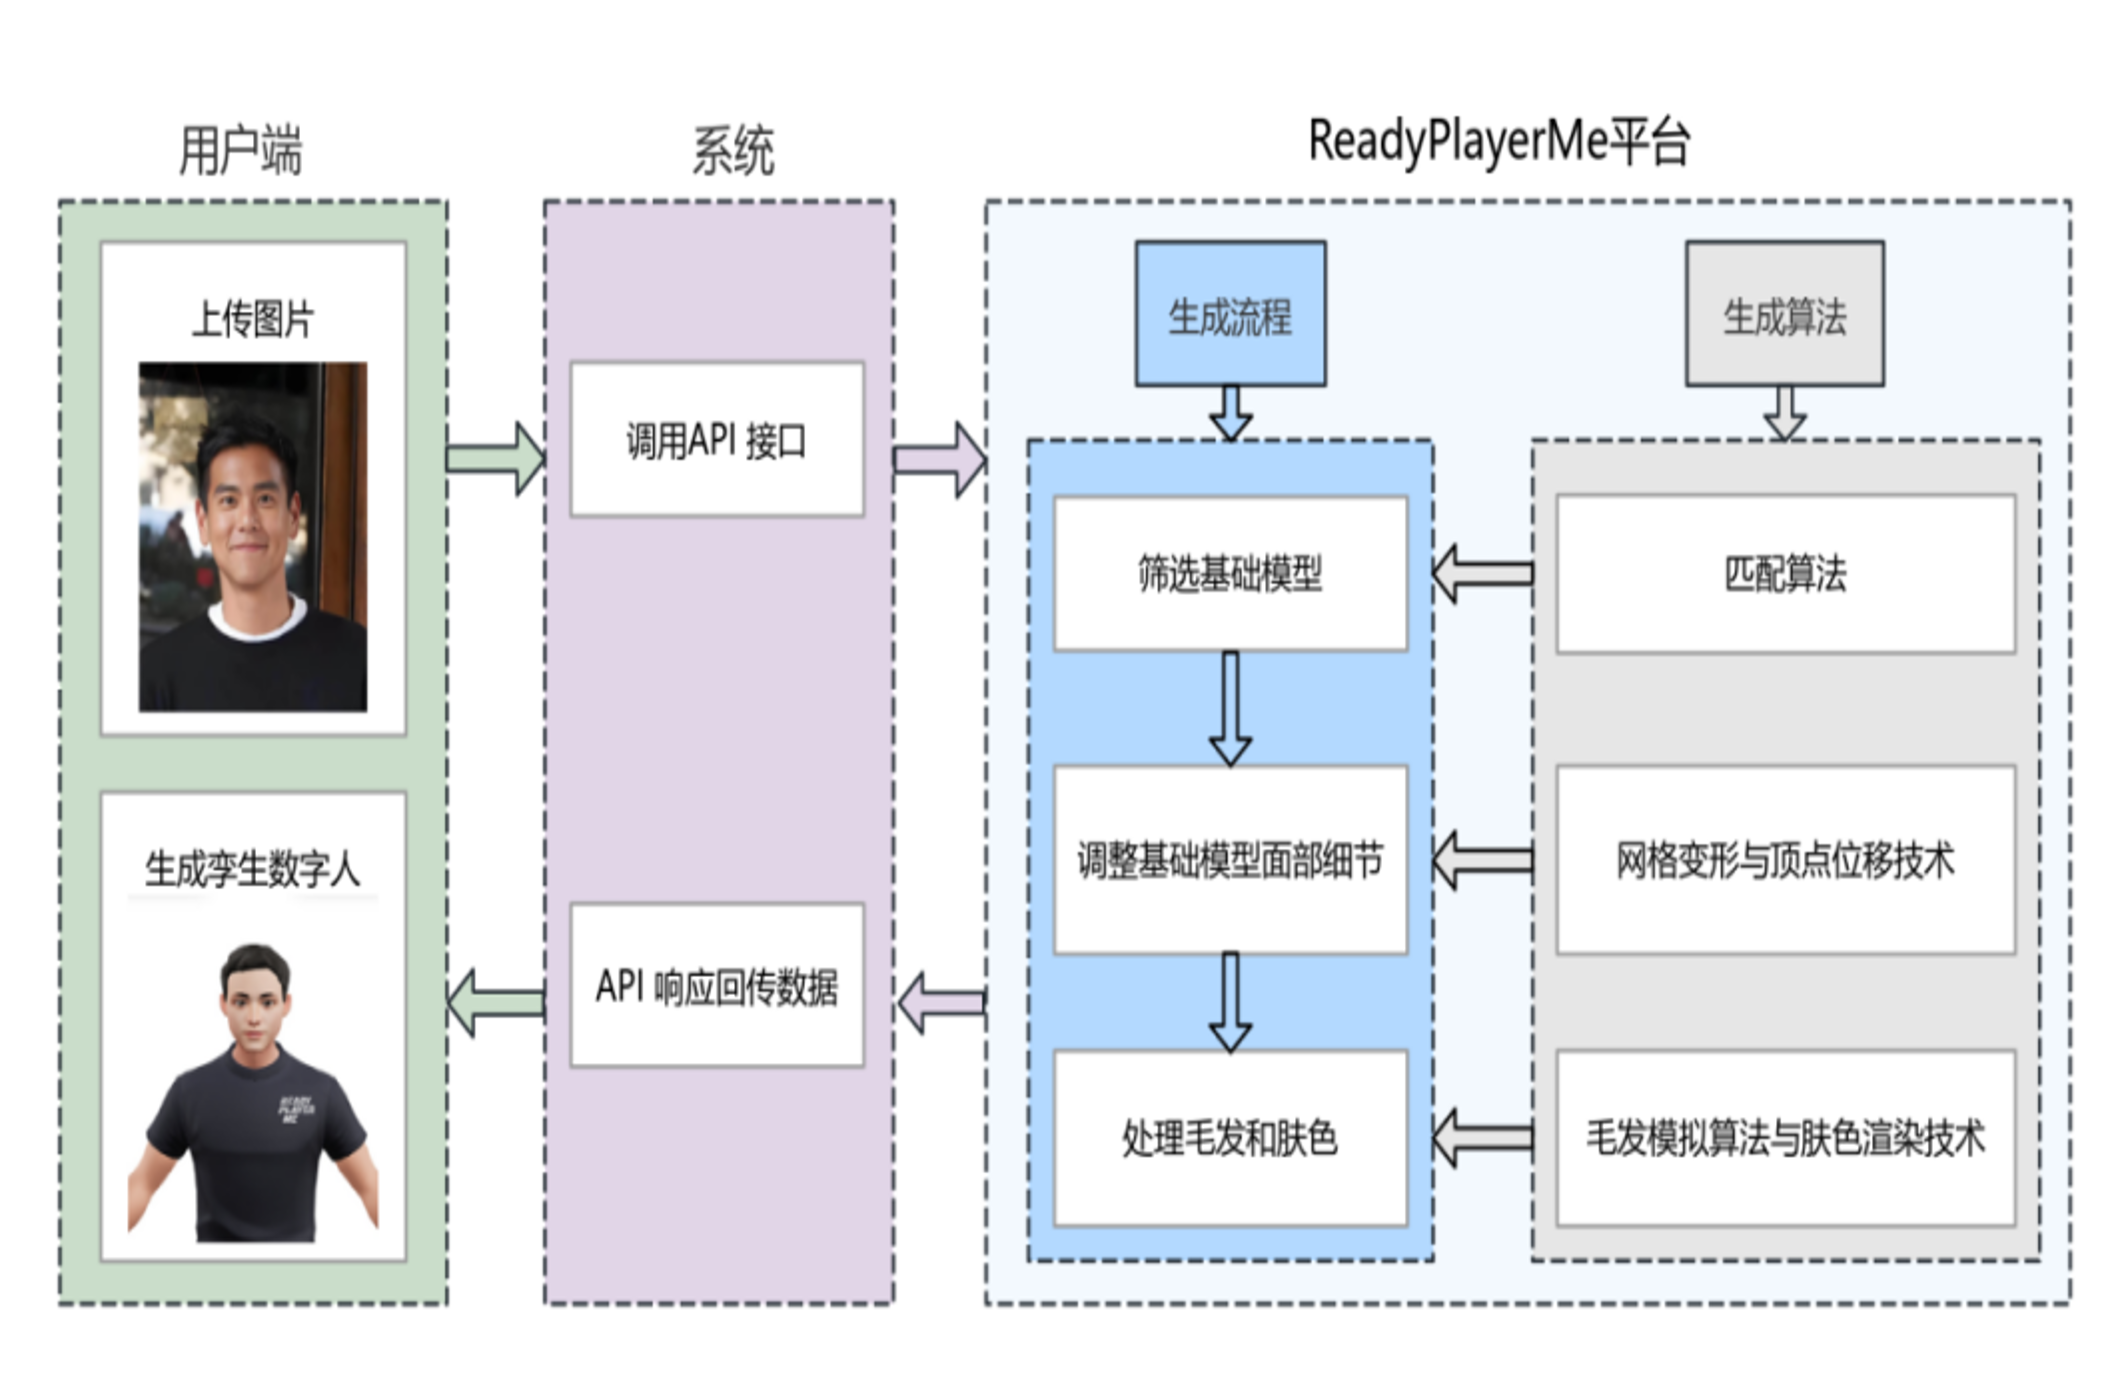 用户端
系统
ReadyPlayerMe平台
上传图片
生成孪生数字人
READY
PLAYER
ME
调用API 接口
API 响应回传数据
生成流程
生成算法
筛选基础模型
匹配算法
调整基础模型面部细节
网格变形与顶点位移技术
处理毛发和肤色
毛发模拟算法与肤色渲染技术